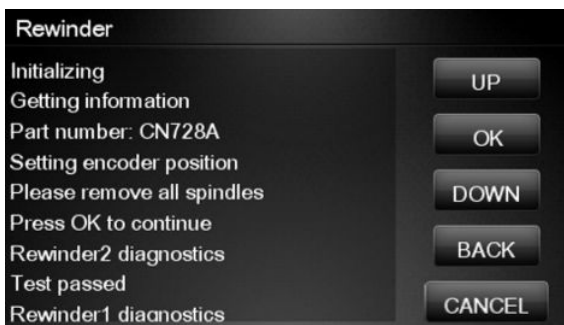 Rewinder
Initializing
Getting information
Part number: CN728A
Setting encoder position
Please remove all spindles
Press OK to continue
Rewinder2 diagnostics
Test passed
Rewinder1 diagnostics
UP
OK
DOWN
BACK
CANCEL